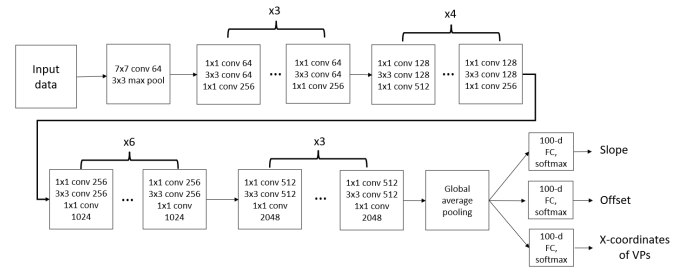 x3
x4
Input
data
7x7 conv 64
3x3 max pool
1x1 conv 64
3x3 conv 64
1x1 conv 256
...
1x1 conv 64
3x3 conv 64
1x1 conv 256
1x1 conv 128
3x3 conv 128
1x1 conv 512
...
1x1 conv 128
3x3 conv 128
1x1 conv 256
x6
x3
1x1 conv 256
3x3 conv 256
1x1 conv
1024
...
1x1 conv 256
3x3 conv 256
1x1 conv
1024
1x1 conv 512
3x3 conv 512
1x1 conv
2048
...
1x1 conv 512
3x3 conv 512
1x1 conv
2048
Global
average
pooling
100-d
FC,
softmax
Slope
100-d
FC,
softmax
Offset
100-d
FC,
softmax
X-coordinates
of VPs